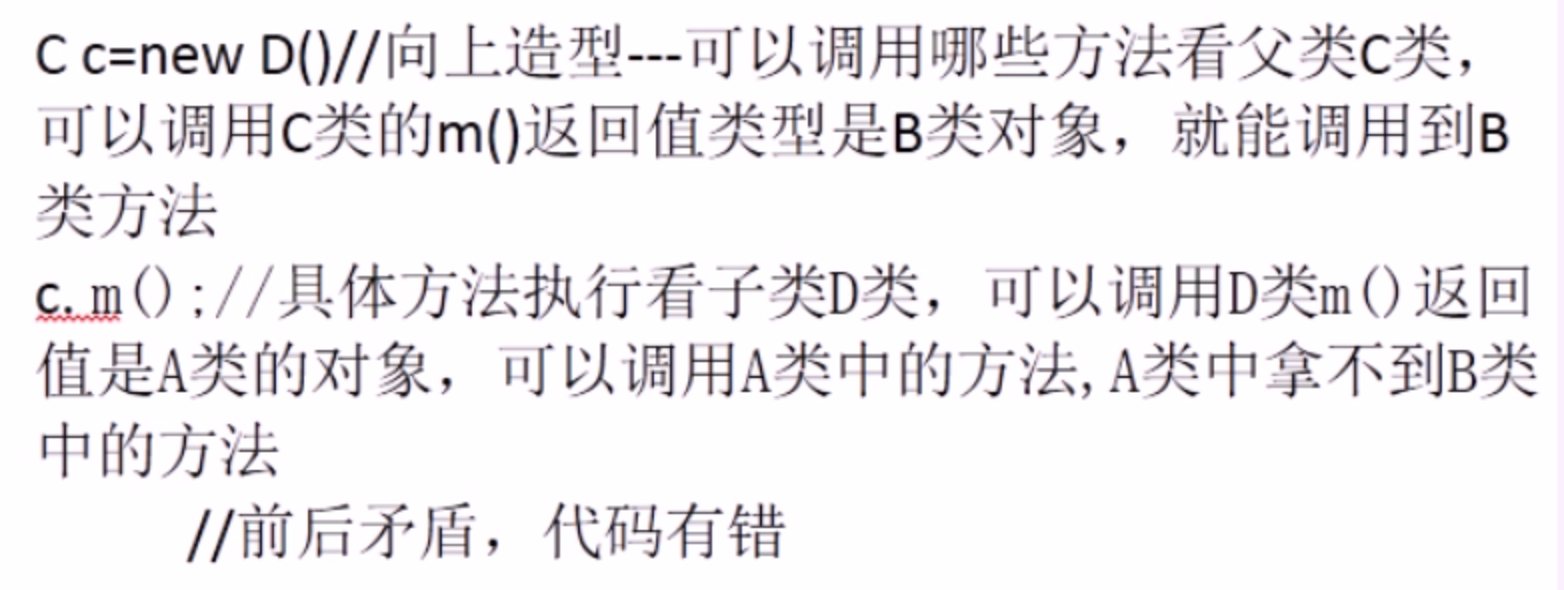 C c=new D()//向上造型---可以调用哪些方法看父类C类，
可以调用C类的m()返回值类型是B类对象，就能调用到B
类方法
c.m();//具体方法执行看子类D类，可以调用D类m()返回
值是A类的对象，可以调用A类中的方法,A类中拿不到B类
中的方法
//前后矛盾，代码有错